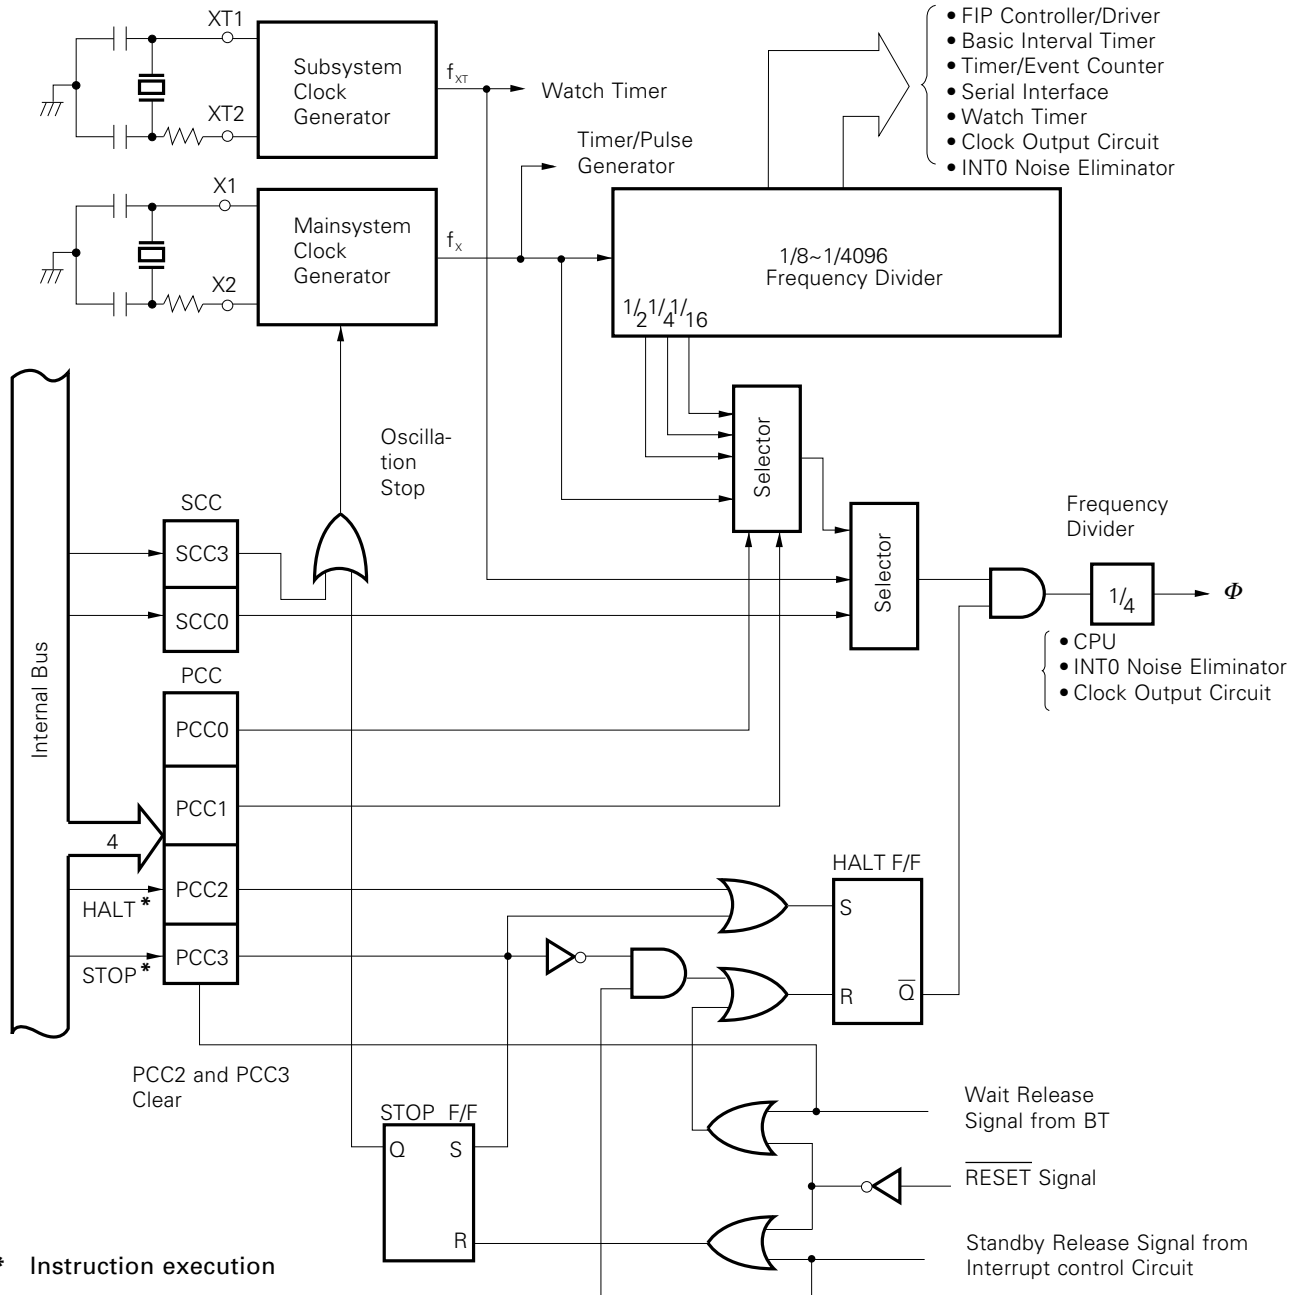 XT1
XT2
Subsystem
Clock
Generator
fXT
Watch Timer
Timer/Pulse
Generator
• FIP Controller/Driver
• Basic Interval Timer
• Timer/Event Counter
• Serial Interface
• Watch Timer
• Clock Output Circuit
• INT0 Noise Eliminator
X1
X2
Mainsystem
Clock
Generator
fX
1/8~1/4096
Frequency Divider
1/2 1/4 1/16
Oscilla-
tion
Stop
Selector
Selector
Frequency
Divider
1/4
Φ
• CPU
• INT0 Noise Eliminator
• Clock Output Circuit
Internal Bus
SCC
SCC3
SCC0
PCC
PCC0
PCC1
4
PCC2
HALT *
PCC3
STOP *
HALT F/F
S
R
Q̅
PCC2 and PCC3
Clear
STOP F/F
Q
S
R
Wait Release
Signal from BT
R̅E̅S̅E̅T̅ Signal
Standby Release Signal from
Interrupt control Circuit
* Instruction execution